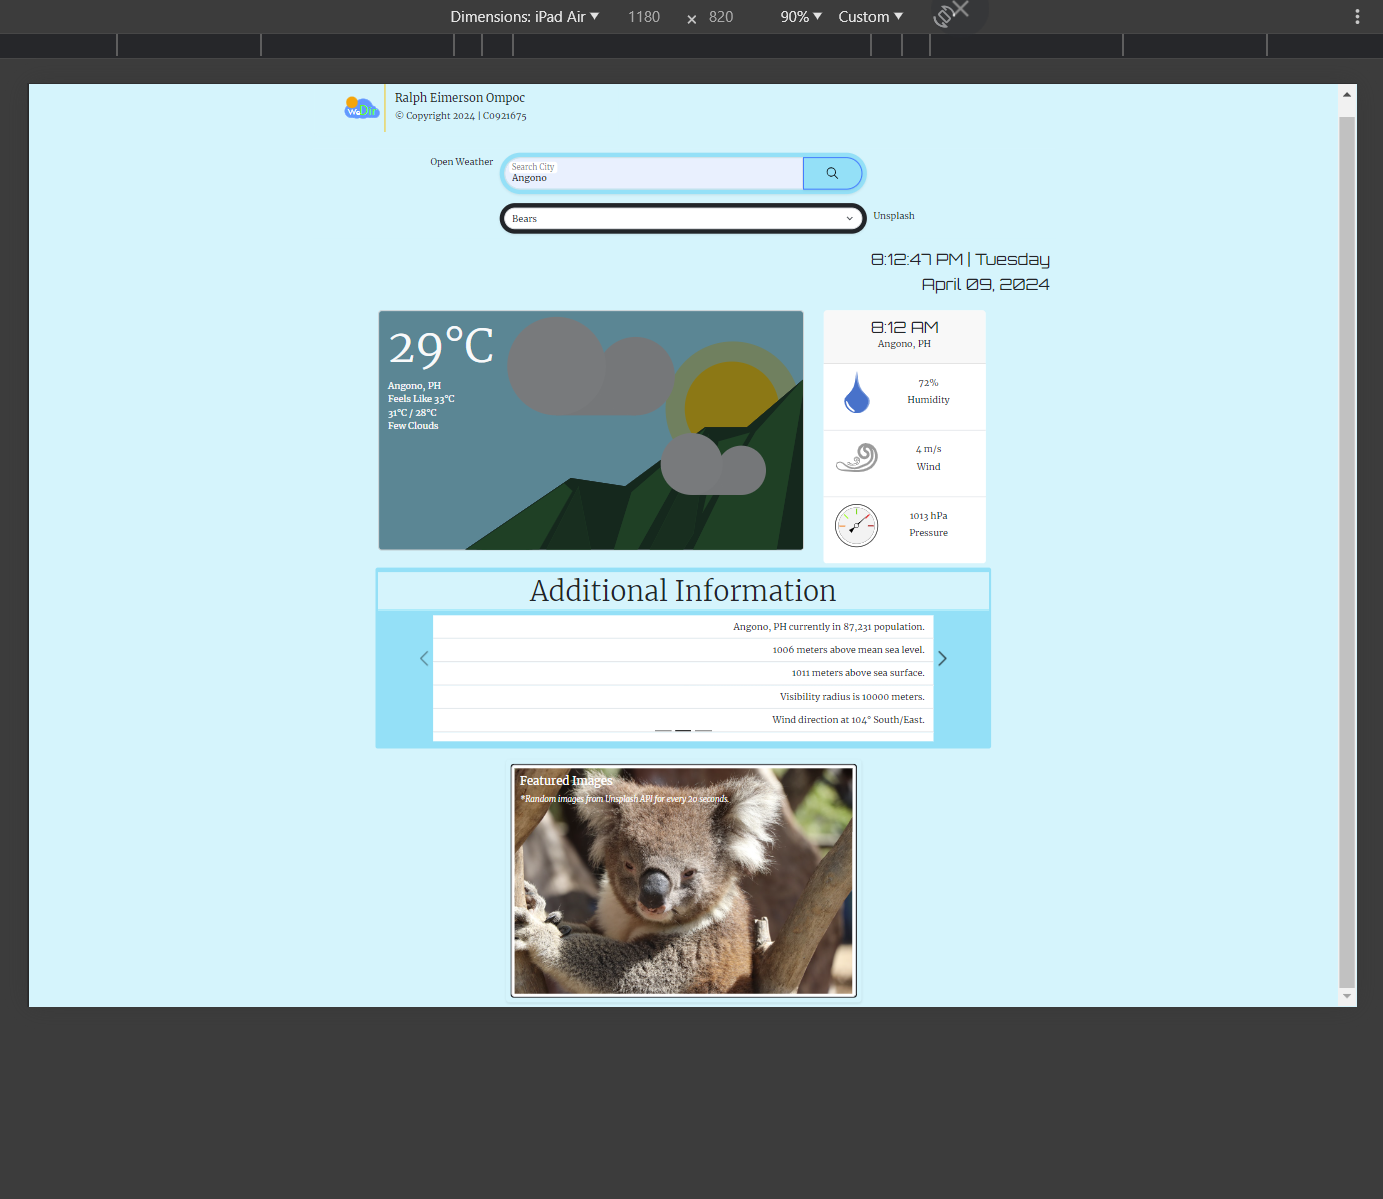 Dimensions: iPad Air ▼ 1180 × 820 90% ▼ Custom ▼
WeDir
Ralph Eimerson Ompoc
© Copyright 2024 | C0921675
Open Weather
Search City
Angono
Bears
Unsplash
8:12:47 PM | Tuesday
April 09, 2024
29°C
Angono, PH
Feels Like 33°C
31°C / 28°C
Few Clouds
8:12 AM
Angono, PH
72%
Humidity
4 m/s
Wind
1013 hPa
Pressure
Additional Information
Angono, PH currently in 87,231 population.
1006 meters above mean sea level.
1011 meters above sea surface.
Visibility radius is 10000 meters.
Wind direction at 104° South/East.
Featured Images
*Random images from Unsplash API for every 20 seconds.